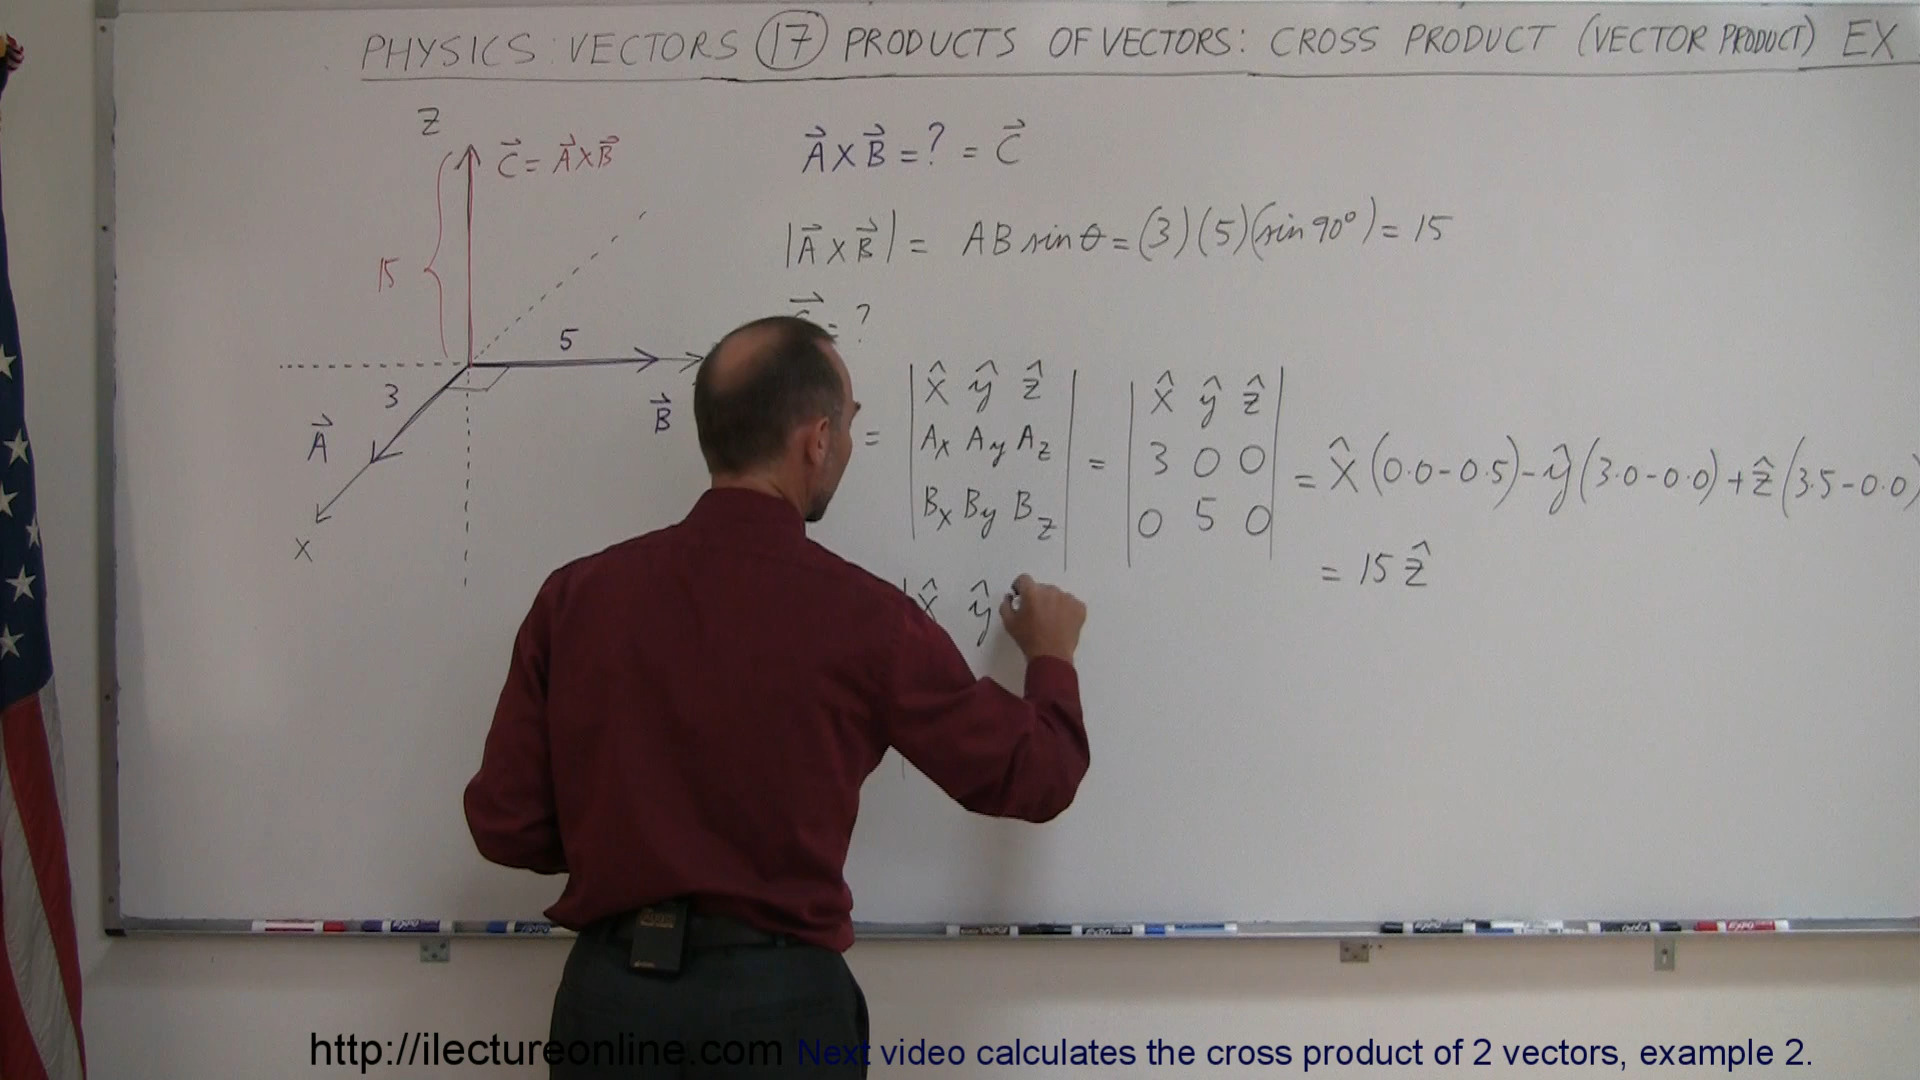 PHYSICS: VECTORS 17 PRODUCTS OF VECTORS: CROSS PRODUCT (VECTOR PRODUCT) EX
Z
C⃗ = A⃗ X B⃗
15
5
3
A⃗
B⃗
X
A⃗ X B⃗ = ? = C⃗
|A⃗ X B⃗| = AB sin θ = (3)(5)(sin 90°) = 15
= ?
= | x̂ ŷ ẑ | = | x̂ ŷ ẑ | = x̂(0·0 - 0·5) - ŷ(3·0 - 0·0) + ẑ(3·5 - 0·0)
| Ax Ay Az | | 3 0 0 |
| Bx By Bz | | 0 5 0 |
= 15 ẑ
| x̂ ŷ
http://ilectureonline.com Next video calculates the cross product of 2 vectors, example 2.